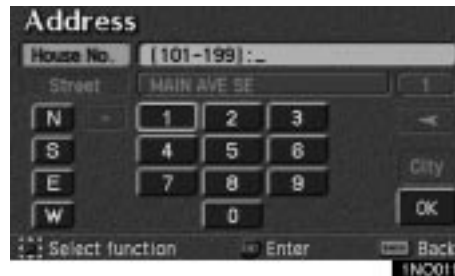 Address
House No. (101-199):_
Street MAIN AVE SE 1
N - 1 2 3
S 4 5 6 City
E 7 8 9
W 0 OK
Select function Enter Back
1NO011